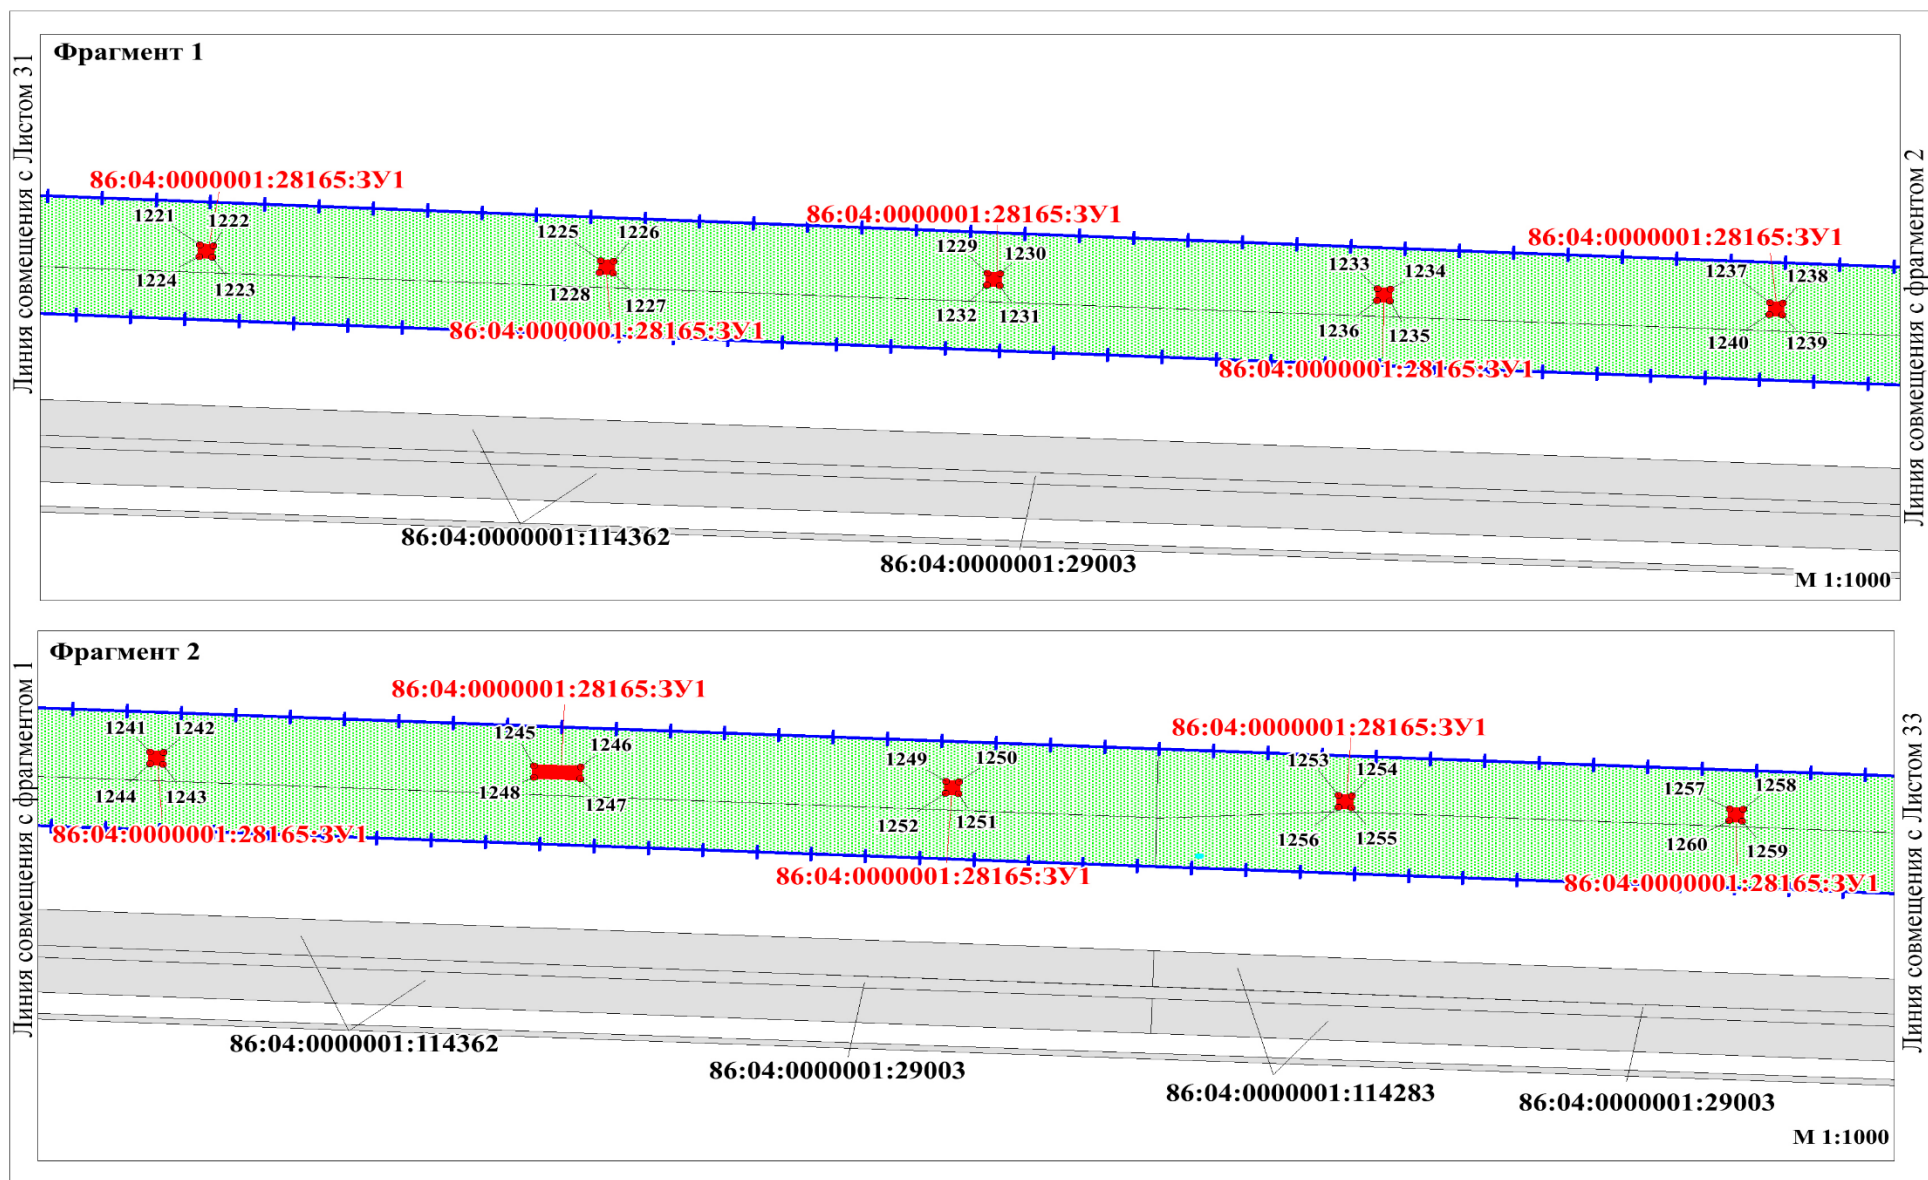 Фрагмент 1
Линия совмещения с Листом 31
Линия совмещения с фрагментом 2
86:04:0000001:28165:ЗУ1
86:04:0000001:28165:ЗУ1
86:04:0000001:28165:ЗУ1
1221 1222
1225 1226
1229 1230
1233 1234
1237 1238
1224 1223
1228 1227
1232 1231
1236 1235
1240 1239
86:04:0000001:28165:ЗУ1
86:04:0000001:28165:ЗУ1
86:04:0000001:114362
86:04:0000001:29003
М 1:1000
Фрагмент 2
Линия совмещения с фрагментом 1
Линия совмещения с Листом 33
86:04:0000001:28165:ЗУ1
86:04:0000001:28165:ЗУ1
1241 1242
1245 1246
1249 1250
1253 1254
1257 1258
1244 1243
1248 1247
1252 1251
1256 1255
1260 1259
86:04:0000001:28165:ЗУ1
86:04:0000001:28165:ЗУ1
86:04:0000001:28165:ЗУ1
86:04:0000001:114362
86:04:0000001:29003
86:04:0000001:114283
86:04:0000001:29003
М 1:1000